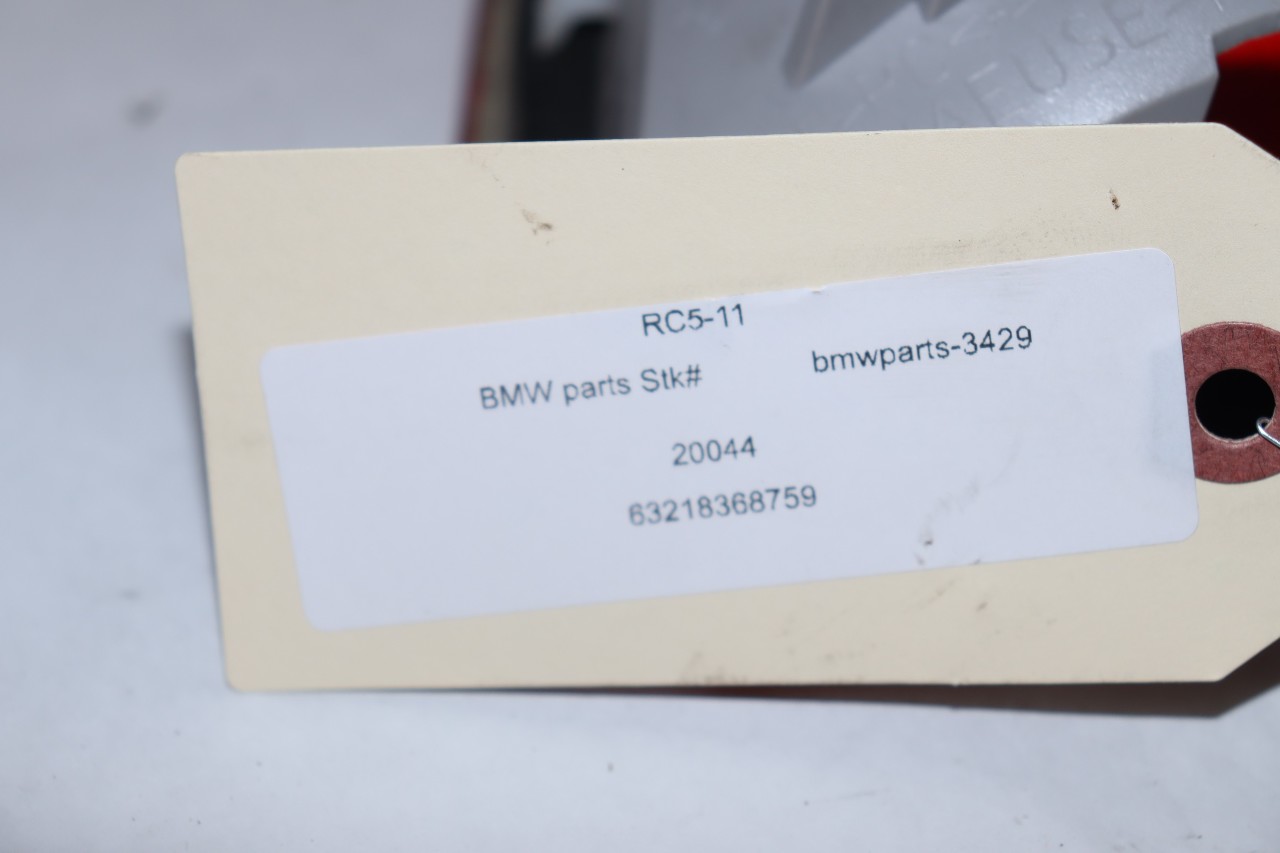 RC5-11
BMW parts Stk# bmwparts-3429
20044
63218368759